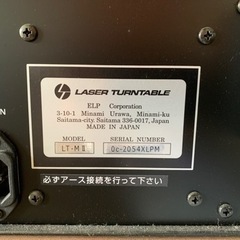 LASER TURNTABLE
ELP Corporation
3-10-1 Minami Urawa, Minami-ku
Saitama-city, Saitama 336-0017, Japan
MADE IN JAPAN
MODEL SERIAL NUMBER
LT-MⅡ 0c-2054XLPM
必ずアース接続を行って下さい